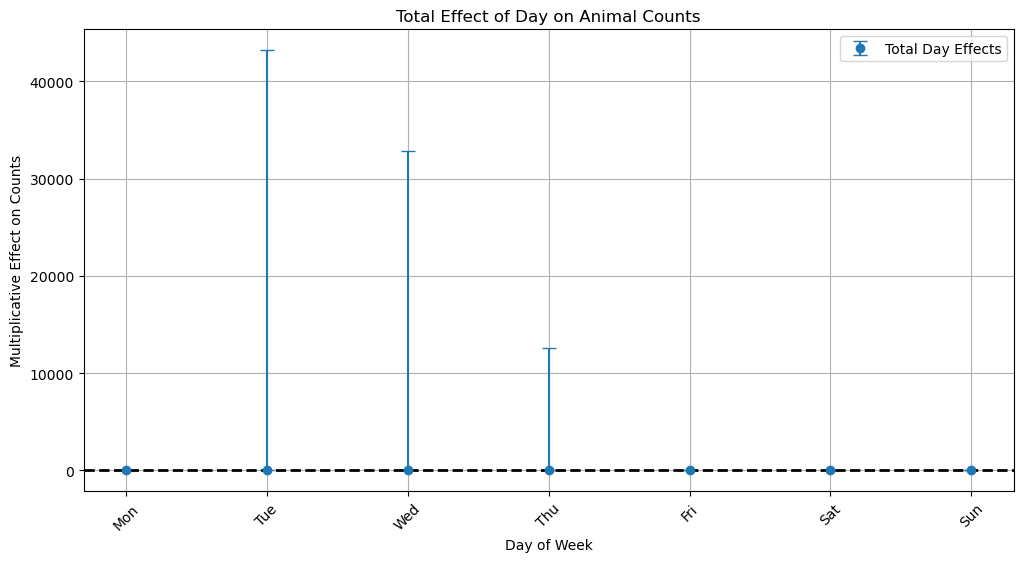 Total Effect of Day on Animal Counts
Total Day Effects
Multiplicative Effect on Counts
40000
30000
20000
10000
0
Mon
Tue
Wed
Thu
Fri
Sat
Sun
Day of Week